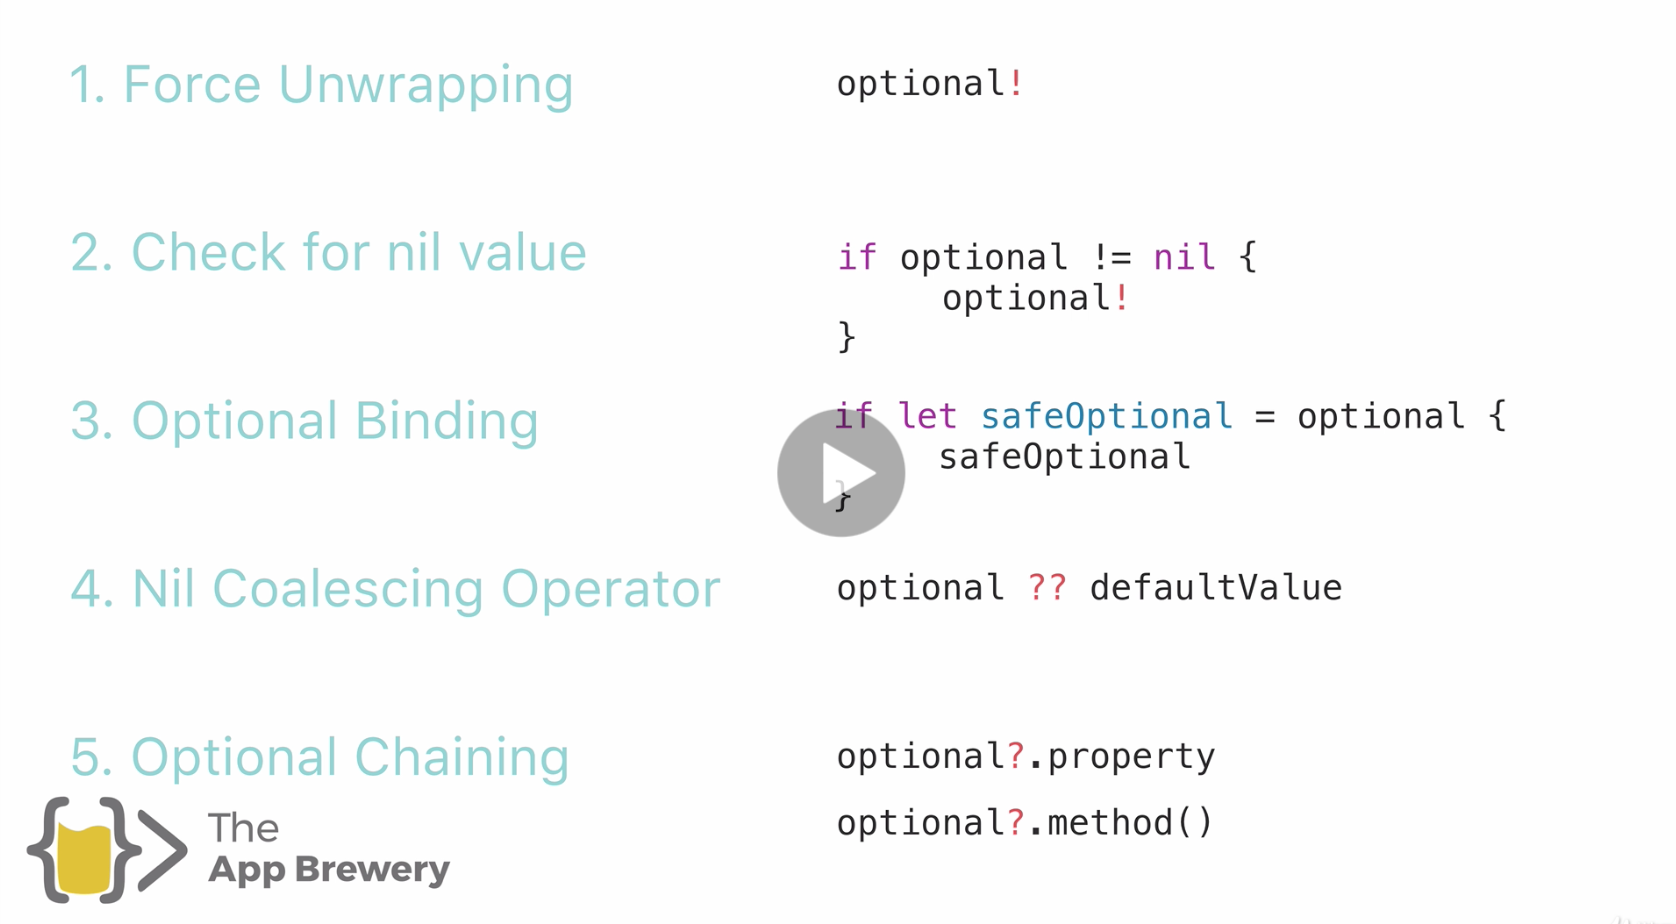 1. Force Unwrapping
optional!
2. Check for nil value
if optional != nil {
optional!
}
3. Optional Binding
if let safeOptional = optional {
safeOptional
}
4. Nil Coalescing Operator
optional ?? defaultValue
5. Optional Chaining
optional?.property
optional?.method()
The
App Brewery